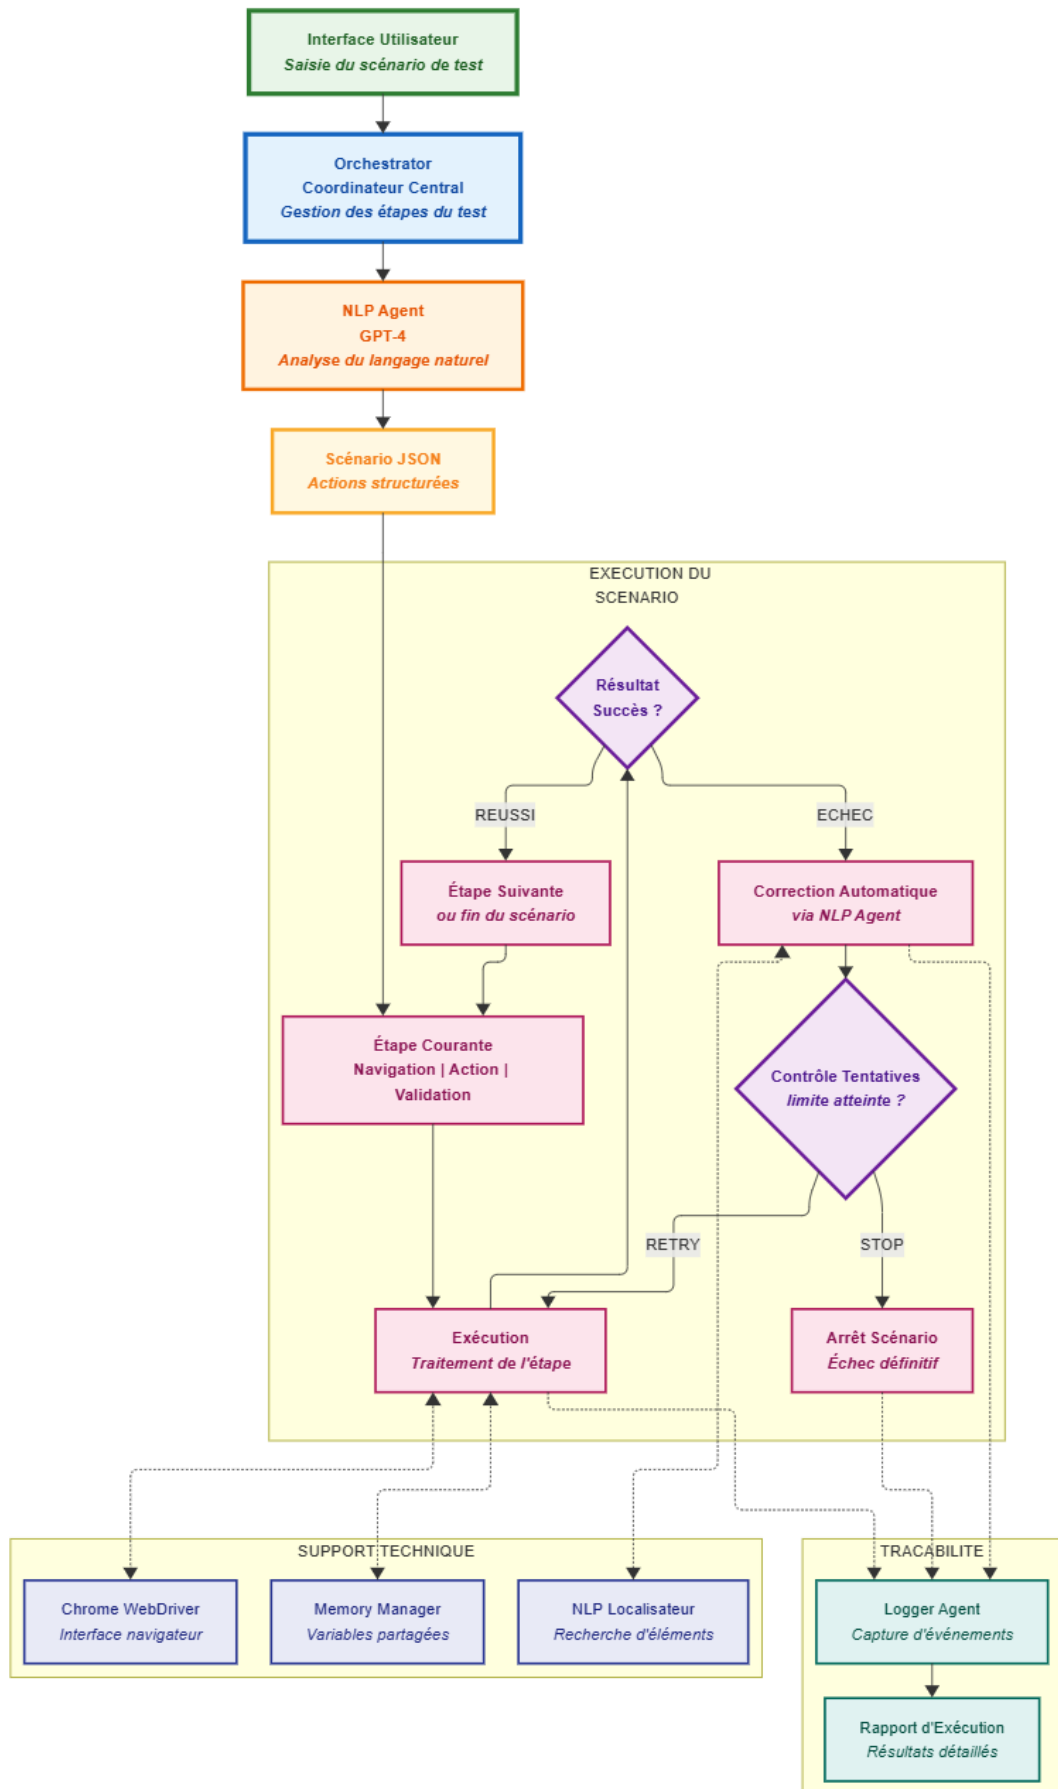 Interface Utilisateur
Saisie du scénario de test
Orchestrator
Coordinateur Central
Gestion des étapes du test
NLP Agent
GPT-4
Analyse du langage naturel
Scénario JSON
Actions structurées
EXECUTION DU
SCENARIO
Résultat
Succès ?
REUSSI
ECHEC
Étape Suivante
ou fin du scénario
Correction Automatique
via NLP Agent
Étape Courante
Navigation | Action |
Validation
Contrôle Tentatives
limite atteinte ?
RETRY
STOP
Exécution
Traitement de l'étape
Arrêt Scénario
Échec définitif
SUPPORT TECHNIQUE
Chrome WebDriver
Interface navigateur
Memory Manager
Variables partagées
NLP Localisateur
Recherche d'éléments
TRACABILITE
Logger Agent
Capture d'événements
Rapport d'Exécution
Résultats détaillés